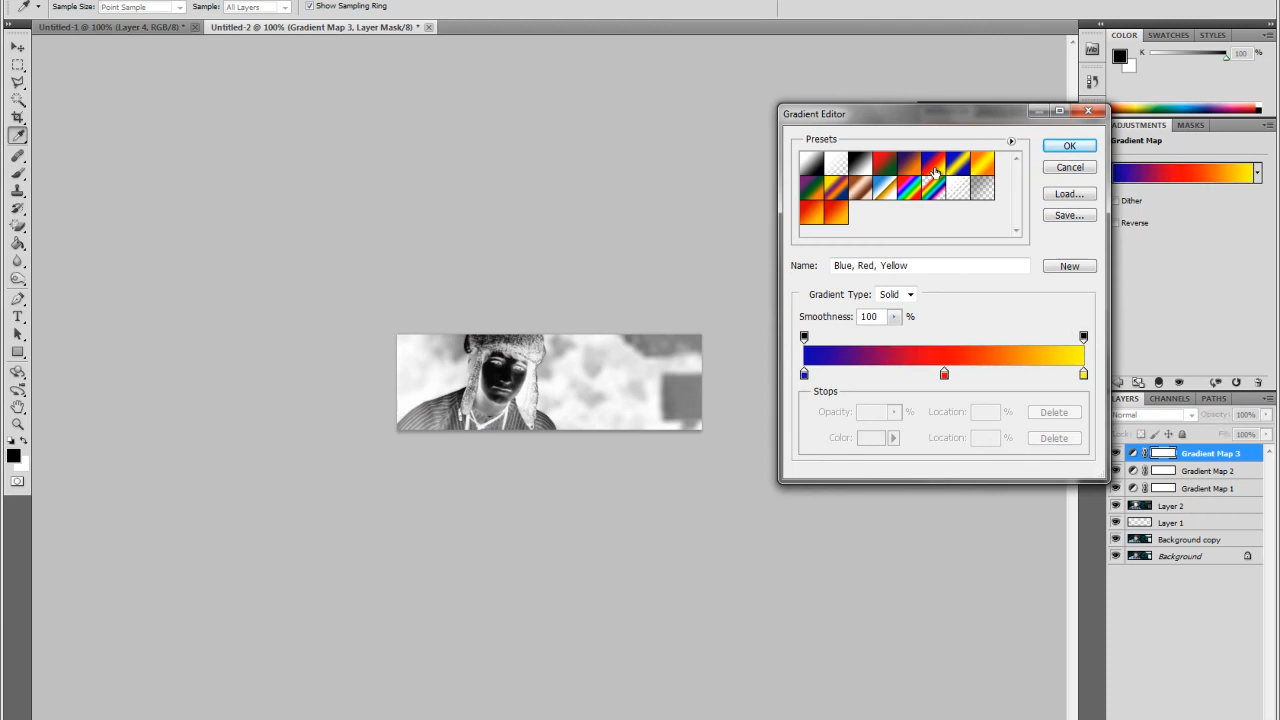 Sample Size: Point Sample Sample: All Layers Show Sampling Ring
Untitled-1 @ 100% (Layer 4, RGB/8) * Untitled-2 @ 100% (Gradient Map 3, Layer Mask/8) *
COLOR SWATCHES STYLES
K 100 %
Gradient Editor
Presets
OK
Cancel
Load...
Save...
Name: Blue, Red, Yellow
New
Gradient Type: Solid
Smoothness: 100 %
Stops
Opacity: % Location: % Delete
Color: Location: % Delete
ADJUSTMENTS MASKS
Gradient Map
Dither
Reverse
LAYERS CHANNELS PATHS
Normal Opacity: 100%
Lock: Fill: 100%
Gradient Map 3
Gradient Map 2
Gradient Map 1
Layer 2
Layer 1
Background copy
Background
T